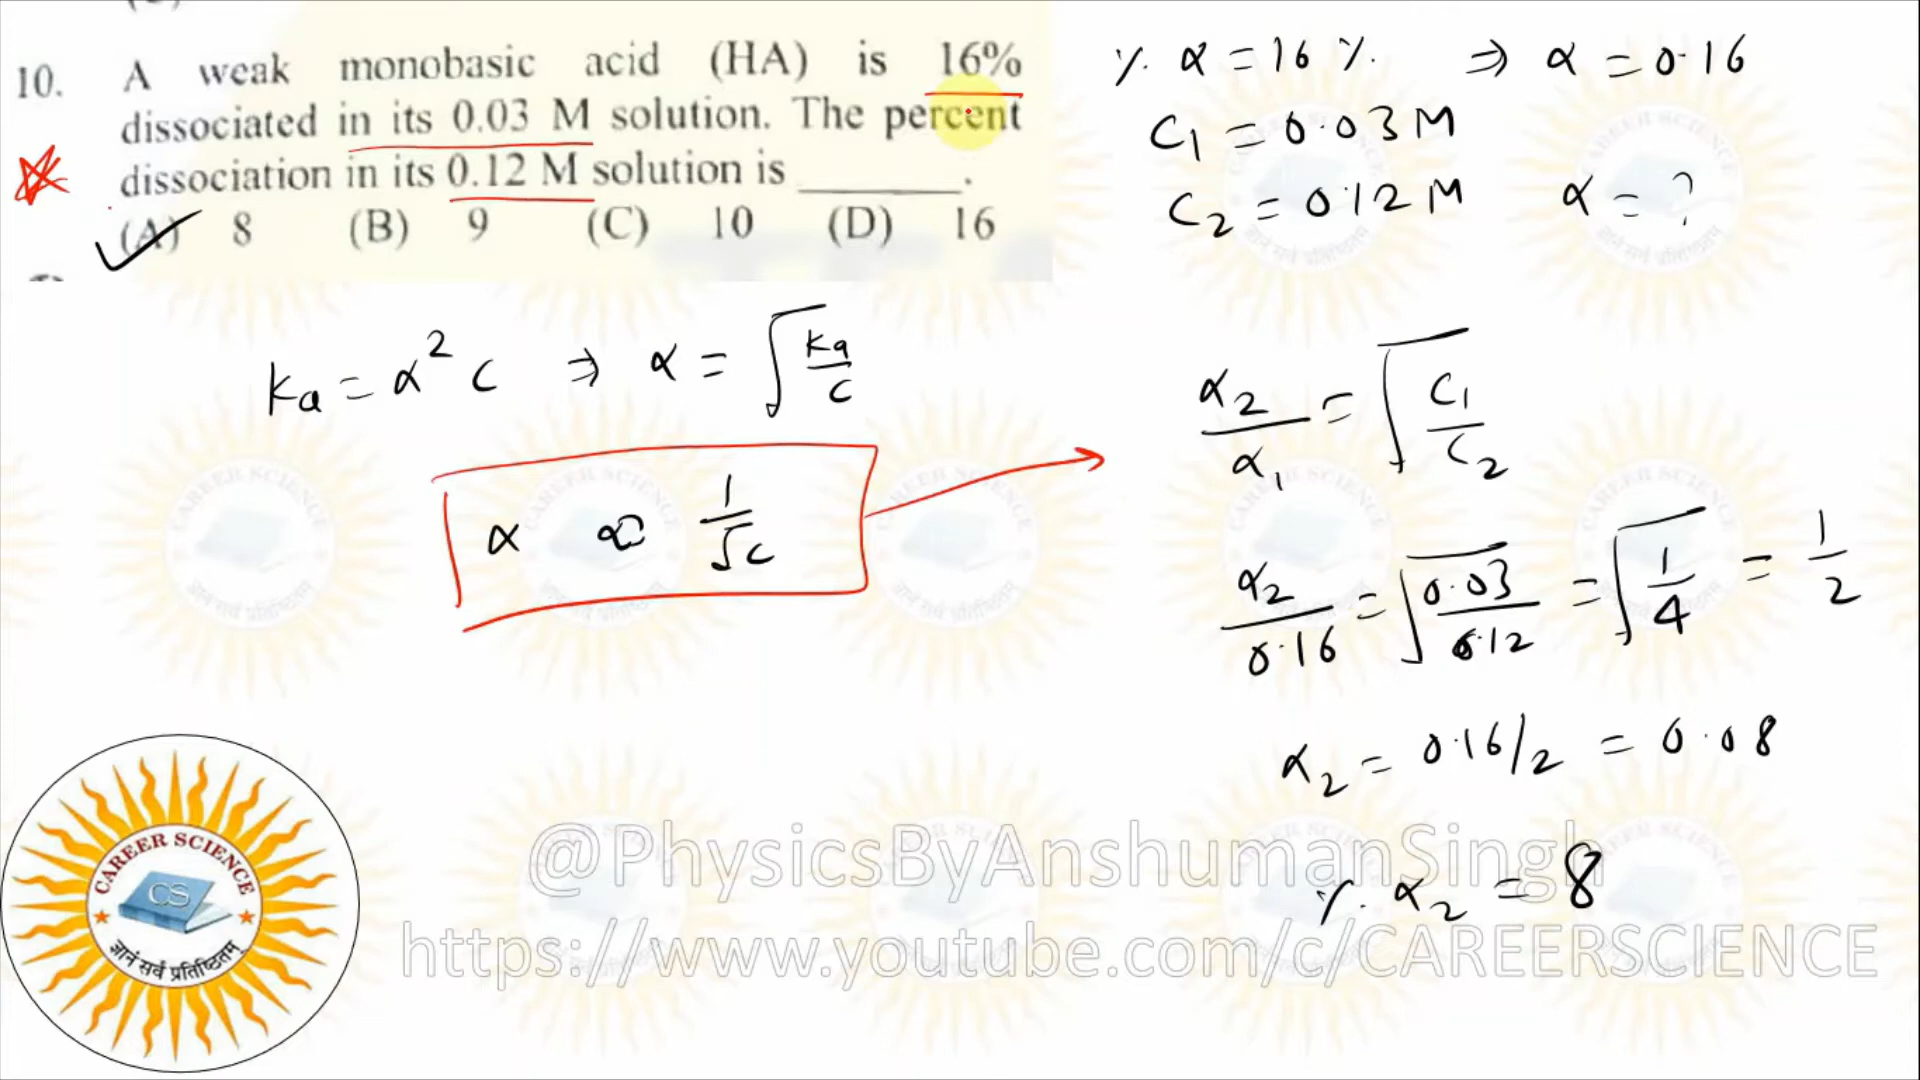 10. A weak monobasic acid (HA) is 16%
dissociated in its 0.03 M solution. The percent
dissociation in its 0.12 M solution is ________.
(A) 8 (B) 9 (C) 10 (D) 16
% α = 16 % ⇒ α = 0.16
C₁ = 0.03 M
C₂ = 0.12 M α = ?
Ka = α² C ⇒ α = √(Ka/C)
α ∝ 1/√C
α₂/α₁ = √(C₁/C₂)
α₂/0.16 = √(0.03/0.12) = √(1/4) = 1/2
α₂ = 0.16/2 = 0.08
% α₂ = 8
@PhysicsByAnshumanSingh
https://www.youtube.com/c/CAREERSCIENCE
CAREER SCIENCE
CS
ज्ञानं सर्वं प्रतिष्ठितम्